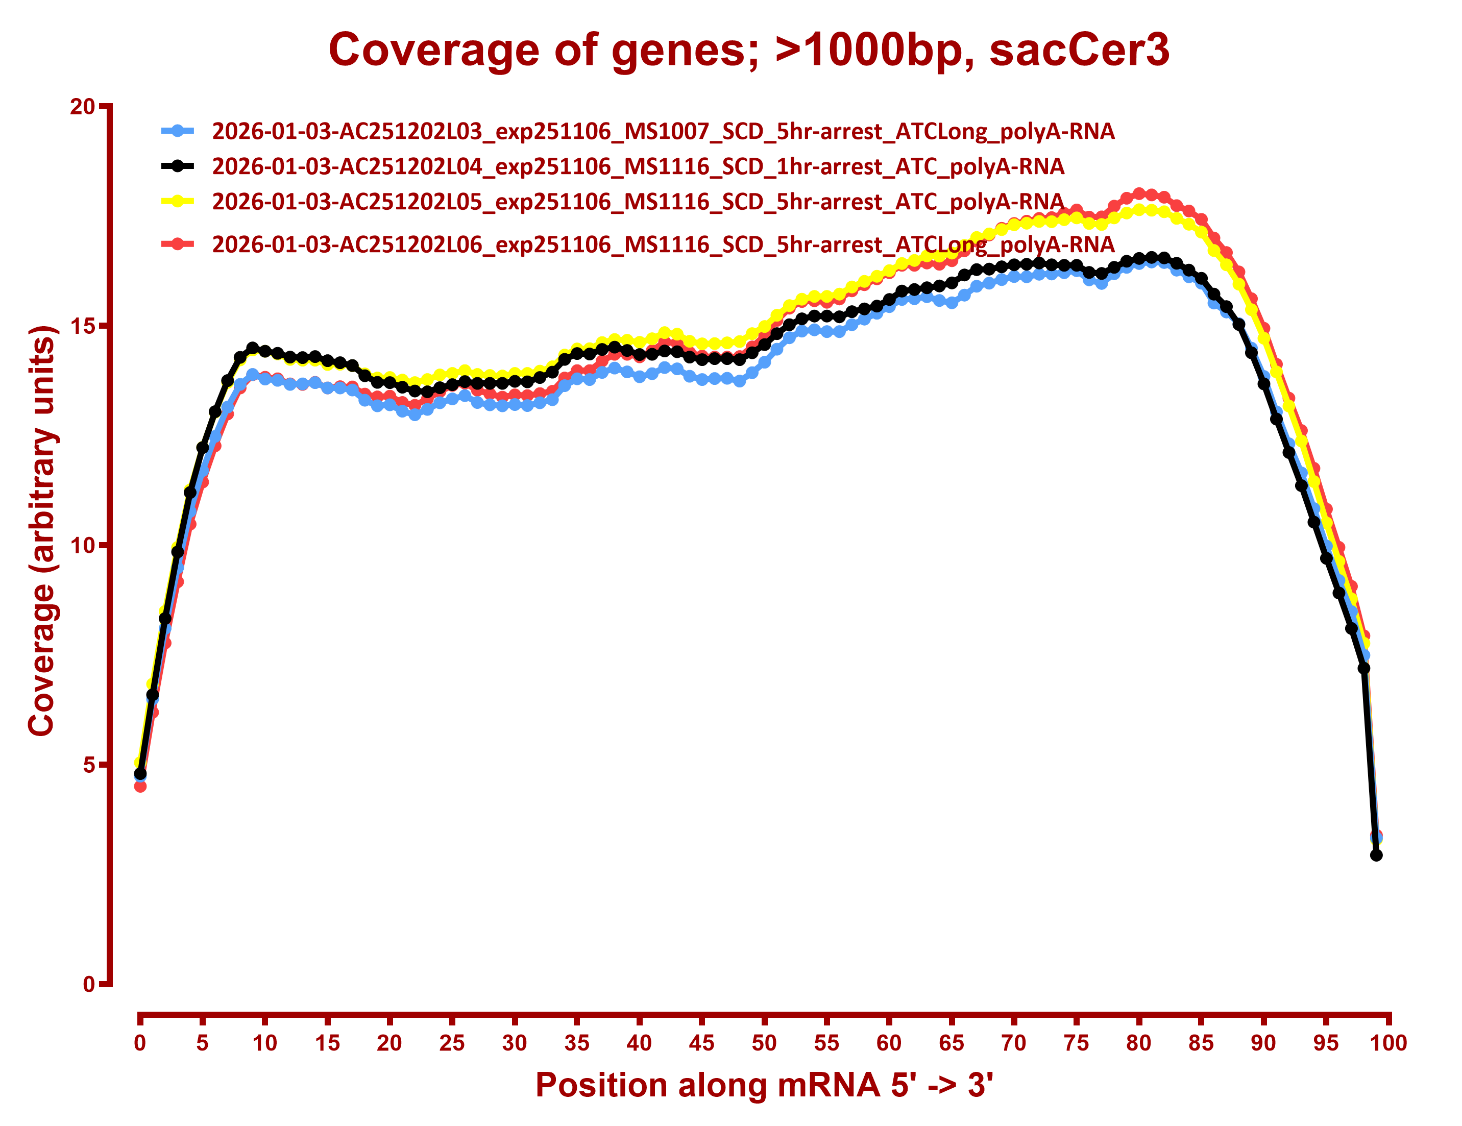 Coverage of genes; >1000bp, sacCer3
20
2026-01-03-AC251202L03_exp251106_MS1007_SCD_5hr-arrest_ATCLong_polyA-RNA
2026-01-03-AC251202L04_exp251106_MS1116_SCD_1hr-arrest_ATC_polyA-RNA
2026-01-03-AC251202L05_exp251106_MS1116_SCD_5hr-arrest_ATC_polyA-RNA
2026-01-03-AC251202L06_exp251106_MS1116_SCD_5hr-arrest_ATCLong_polyA-RNA
15
10
5
0
Coverage (arbitrary units)
0 5 10 15 20 25 30 35 40 45 50 55 60 65 70 75 80 85 90 95 100
Position along mRNA 5' -> 3'